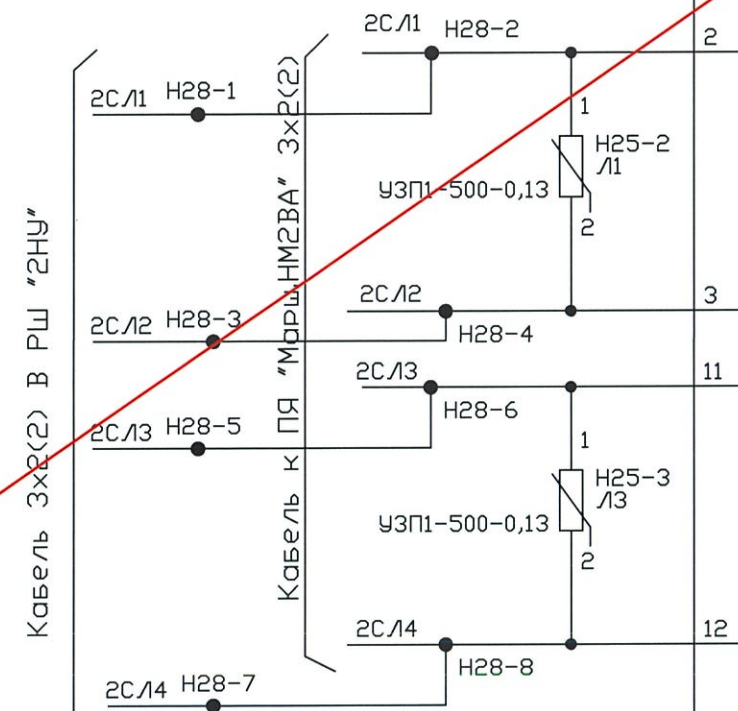 Кабель 3х2(2) В РШ "2НУ"
Кабель к ПЯ "Марш.НМ2ВА" 3х2(2)
2СЛ1
Н28-2
2
2СЛ1
Н28-1
1
Н25-2
Л1
УЗП1-500-0,13
2
2СЛ2
3
2СЛ2
Н28-3
Н28-4
2СЛ3
11
Н28-6
2СЛ3
Н28-5
1
Н25-3
Л3
УЗП1-500-0,13
2
2СЛ4
12
Н28-8
2СЛ4
Н28-7